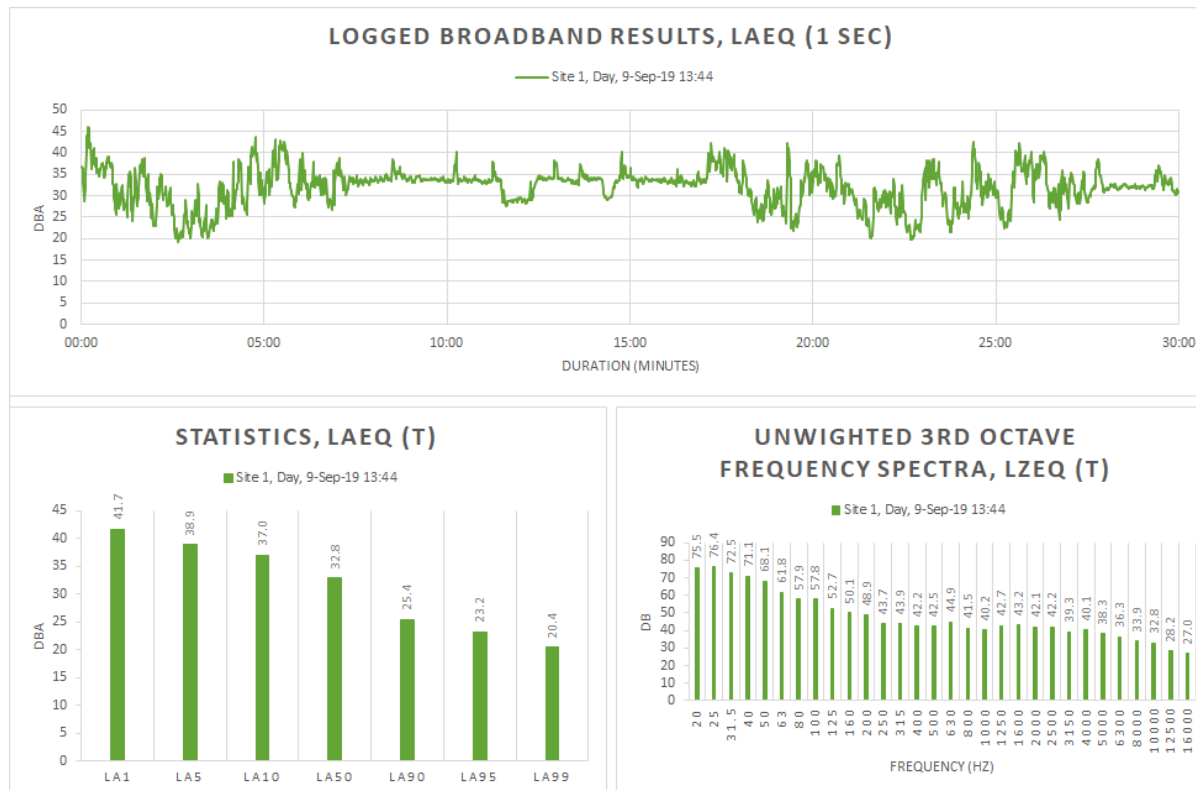 LOGGED BROADBAND RESULTS, LAEQ (1 SEC)
Site 1, Day, 9-Sep-19 13:44
50
45
40
35
30
25
20
15
10
5
0
DBA
00:00 05:00 10:00 15:00 20:00 25:00 30:00
DURATION (MINUTES)
STATISTICS, LAEQ (T)
Site 1, Day, 9-Sep-19 13:44
45
40
35
30
25
20
15
10
5
0
DBA
41.7 38.9 37.0 32.8 25.4 23.2 20.4
LA1 LA5 LA10 LA50 LA90 LA95 LA99
UNWIGHTED 3RD OCTAVE
FREQUENCY SPECTRA, LZEQ (T)
Site 1, Day, 9-Sep-19 13:44
90
80
70
60
50
40
30
20
10
0
DB
75.5 76.4 72.5 71.1 68.1 61.8 57.9 57.8 52.7 50.1 48.9 43.7 43.9 42.2 42.5 44.9 41.5 40.2 42.7 43.2 42.1 42.2 39.3 40.1 38.3 36.3 33.9 32.8 28.2 27.0
20 25 31.5 40 50 63 80 100 125 160 200 250 315 400 500 630 800 1000 1250 1600 2000 2500 3150 4000 5000 6300 8000 10000 12500 16000
FREQUENCY (HZ)